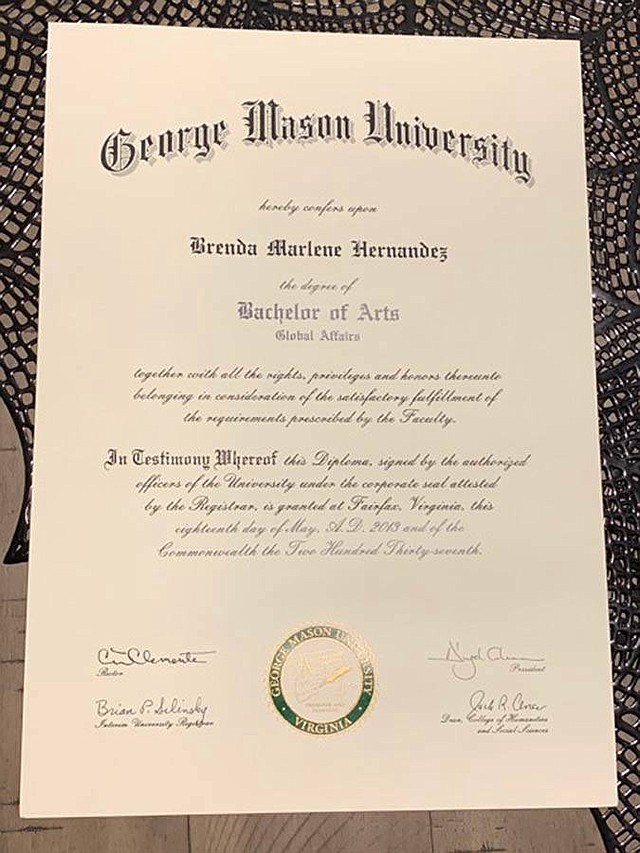 George Mason University
hereby confers upon
Brenda Marlene Hernandez
the degree of
Bachelor of Arts
Global Affairs
together with all the rights, privileges and honors thereunto
belonging in consideration of the satisfactory fulfillment of
the requirements prescribed by the Faculty.
In Testimony Whereof this Diploma, signed by the authorized
officers of the University under the corporate seal attested
by the Registrar, is granted at Fairfax, Virginia, this
eighteenth day of May, A.D. 2013 and of the
Commonwealth the Two Hundred Thirty-seventh.
Rector
Brian P. Selinsky
Interim University Registrar
GEORGE MASON UNIVERSITY
VIRGINIA
President
Jack R. Censer
Dean, College of Humanities
and Social Sciences